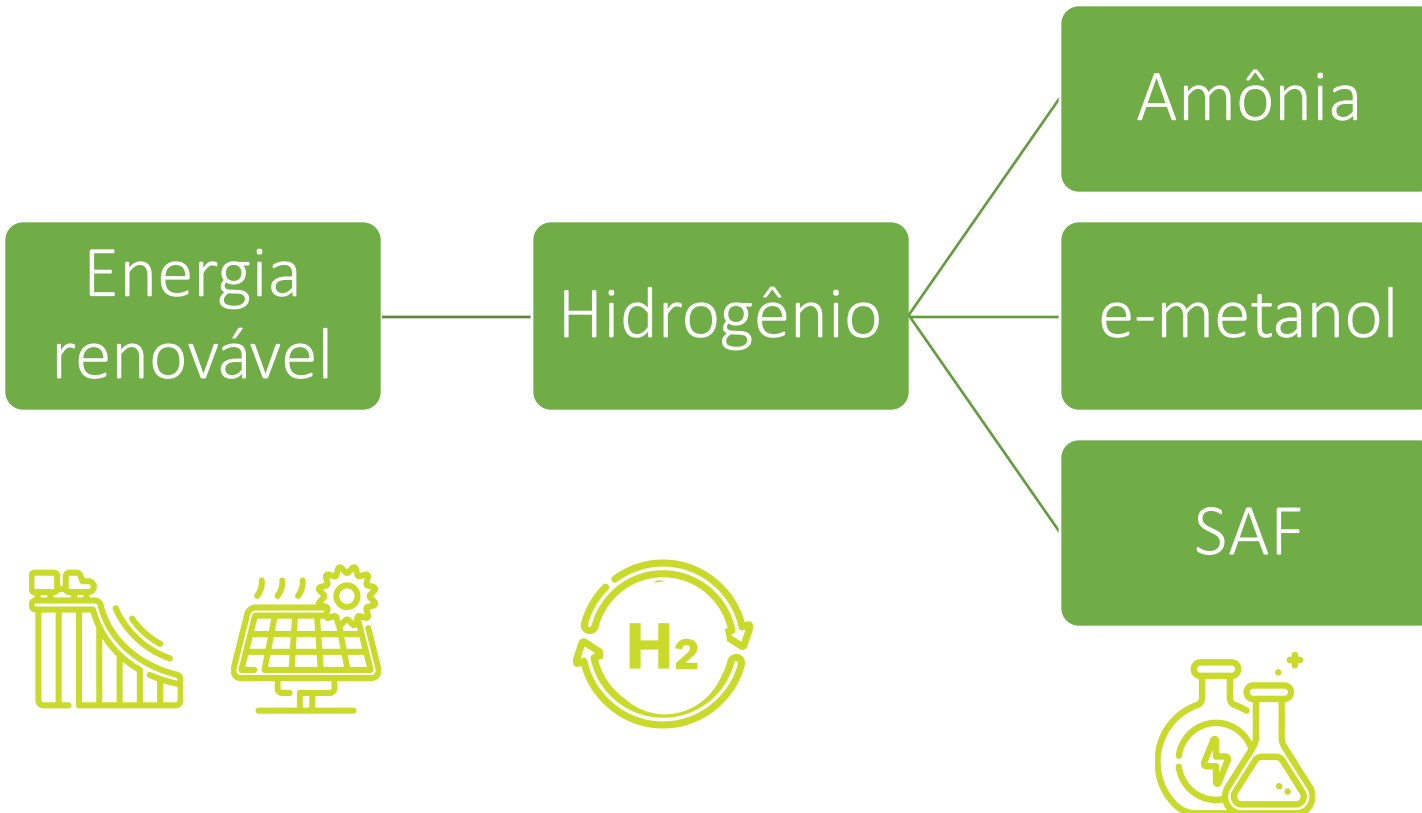 Energia
renovável
Hidrogênio
Amônia
e-metanol
SAF
H₂